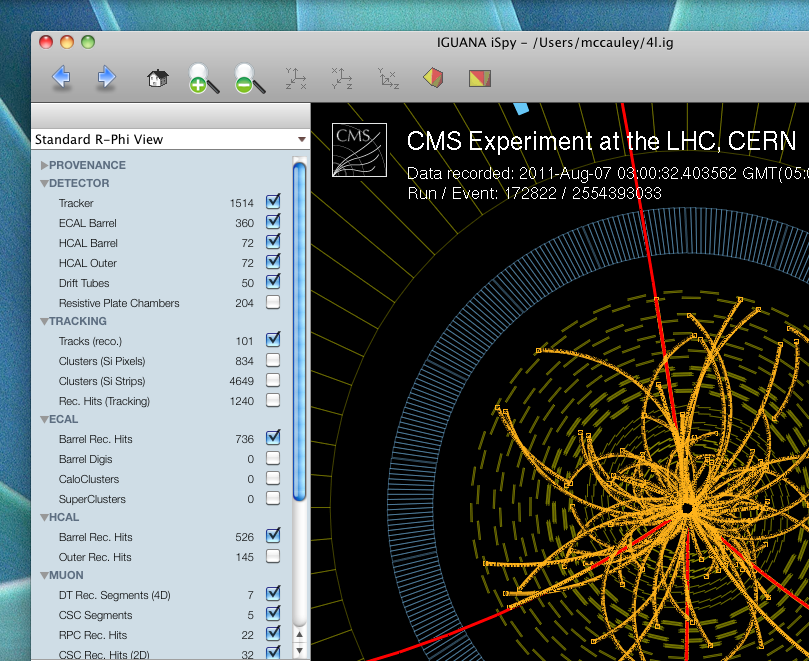 IGUANA iSpy – /Users/mccauley/4l.ig
Standard R-Phi View
PROVENANCE
DETECTOR
Tracker 1514
ECAL Barrel 360
HCAL Barrel 72
HCAL Outer 72
Drift Tubes 50
Resistive Plate Chambers 204
TRACKING
Tracks (reco.) 101
Clusters (Si Pixels) 834
Clusters (Si Strips) 4649
Rec. Hits (Tracking) 1240
ECAL
Barrel Rec. Hits 736
Barrel Digis 0
CaloClusters 0
SuperClusters 0
HCAL
Barrel Rec. Hits 526
Outer Rec. Hits 145
MUON
DT Rec. Segments (4D) 7
CSC Segments 5
RPC Rec. Hits 22
CSC Rec. Hits (2D) 32
CMS
CMS Experiment at the LHC, CERN
Data recorded: 2011-Aug-07 03:00:32.403562 GMT(05:
Run / Event: 172822 / 2554393033